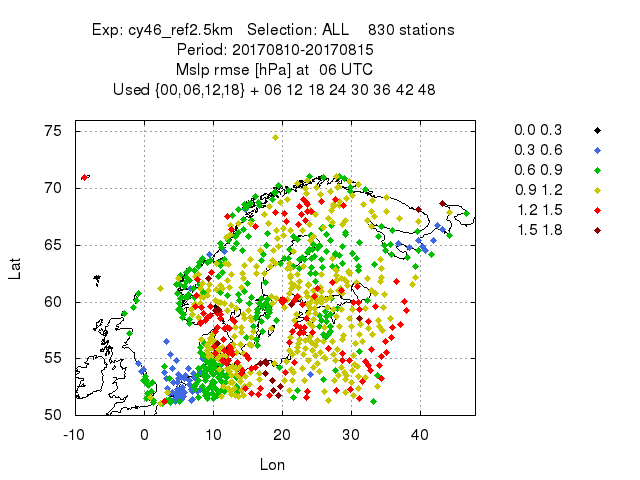 Exp: cy46_ref2.5km Selection: ALL 830 stations
Period: 20170810-20170815
Mslp rmse [hPa] at 06 UTC
Used {00,06,12,18} + 06 12 18 24 30 36 42 48
0.0 0.3
0.3 0.6
0.6 0.9
0.9 1.2
1.2 1.5
1.5 1.8
75
70
65
60
55
50
Lat
-10 0 10 20 30 40
Lon